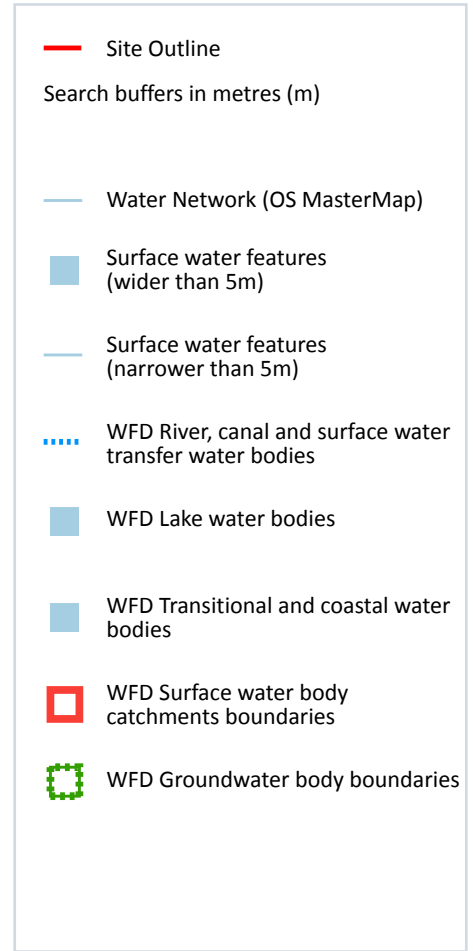 Site Outline
Search buffers in metres (m)
Water Network (OS MasterMap)
Surface water features
(wider than 5m)
Surface water features
(narrower than 5m)
WFD River, canal and surface water
transfer water bodies
WFD Lake water bodies
WFD Transitional and coastal water
bodies
WFD Surface water body
catchments boundaries
WFD Groundwater body boundaries